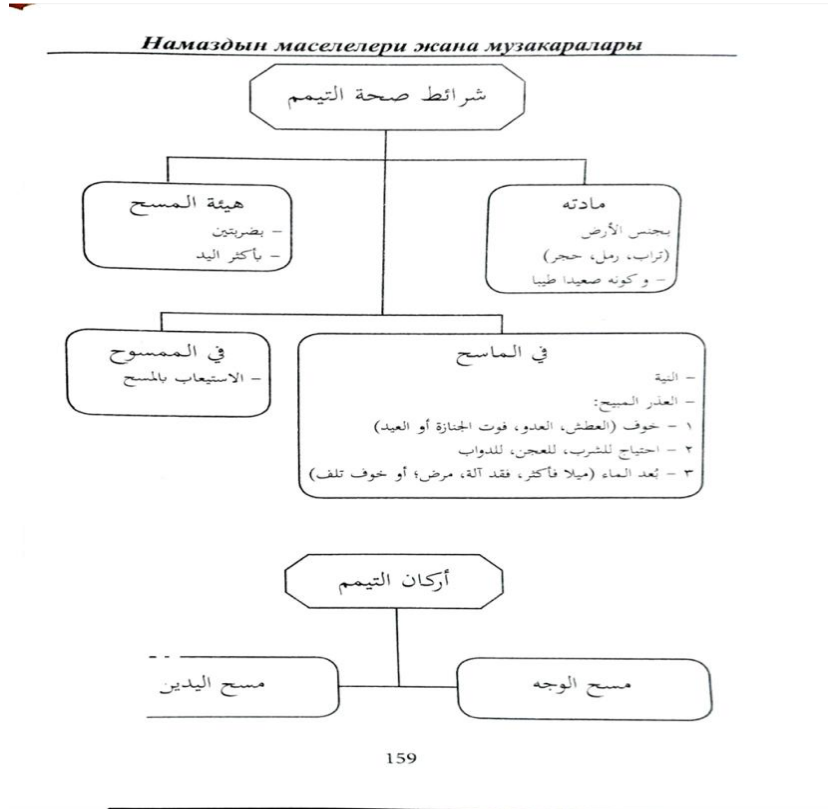 Намаздын маселелери жана музакаралары
شرائط صحة التيمم
مادته
بجنس الأرض
(تراب، رمل، حجر)
- وكونه صعيدا طيبا
هيئة المسح
- بضربتين
- بأكثر اليد
في الماسح
- النية
- العذر المبيح:
١ - خوف (العطش، العدو، فوت الجنازة أو العيد)
٢ - احتياج للشرب، للعجن، للدواب
٣ - بُعد الماء (ميلا فأكثر، فقد آلة، مرض؛ أو خوف تلف)
في الممسوح
- الاستيعاب بالمسح
أركان التيمم
مسح الوجه
مسح اليدين
159